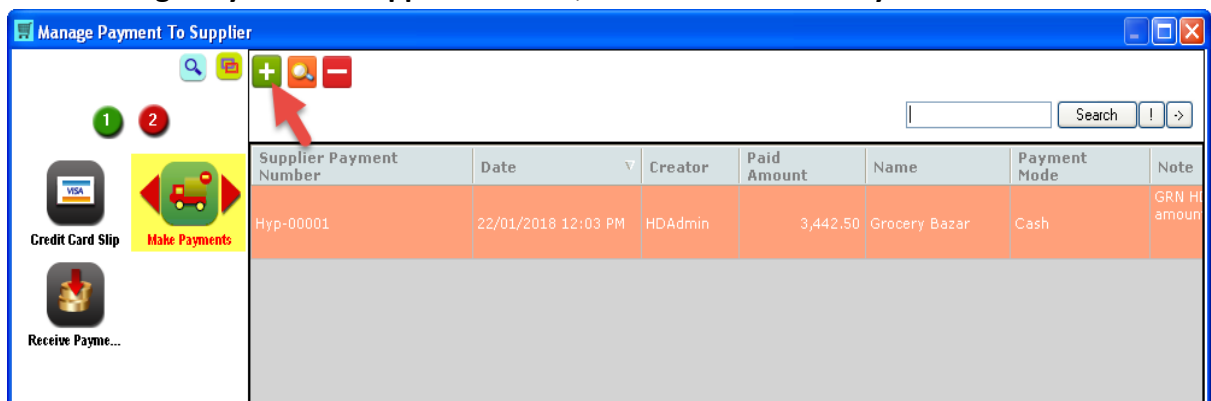 Manage Payment To Supplier
1 2
Search ! ->
Supplier Payment Number Date Creator Paid Amount Name Payment Mode Note
VISA
Credit Card Slip Make Payments
Hyp-00001 22/01/2018 12:03 PM HDAdmin 3,442.50 Grocery Bazar Cash GRN
Receive Payme...